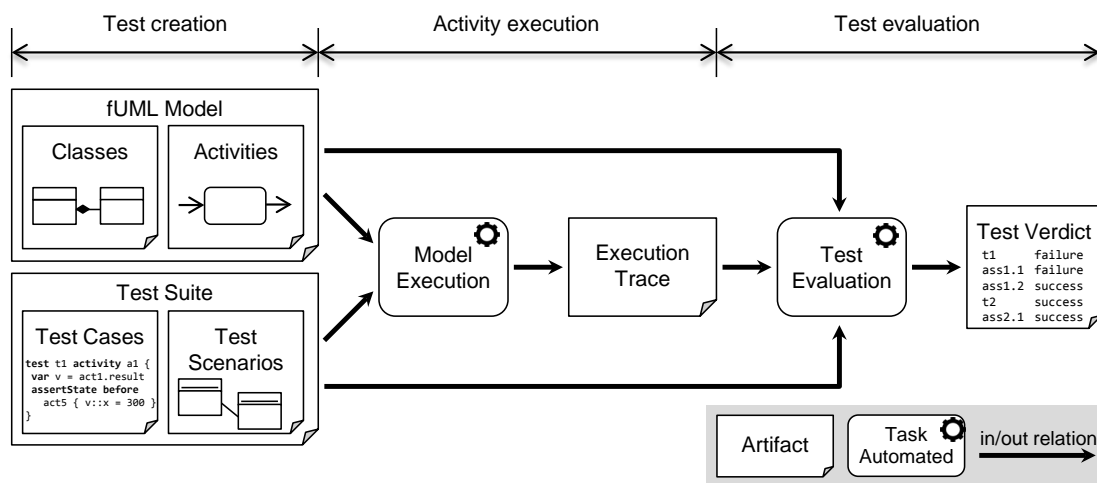 Test creation
Activity execution
Test evaluation
fUML Model
Classes
Activities
Model
Execution
Execution
Trace
Test
Evaluation
Test Verdict
t1 failure
ass1.1 failure
ass1.2 success
t2 success
ass2.1 success
Test Suite
Test Cases
test t1 activity a1 {
var v = act1.result
assertState before
act5 { v::x = 300 }
}
Test
Scenarios
Artifact
Task
Automated
in/out relation